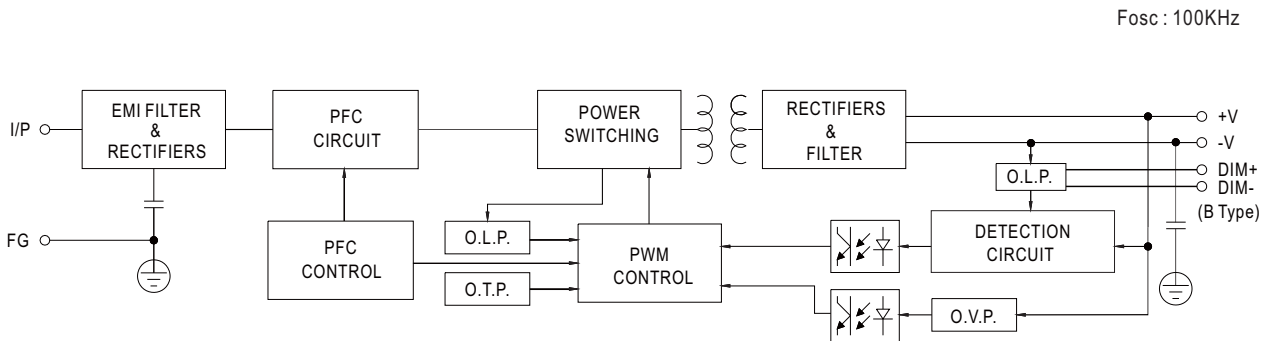 Fosc : 100KHz
I/P
EMI FILTER
&
RECTIFIERS
PFC
CIRCUIT
POWER
SWITCHING
RECTIFIERS
&
FILTER
+V
-V
DIM+
DIM-
(B Type)
O.L.P.
FG
PFC
CONTROL
O.L.P.
O.T.P.
PWM
CONTROL
DETECTION
CIRCUIT
O.V.P.